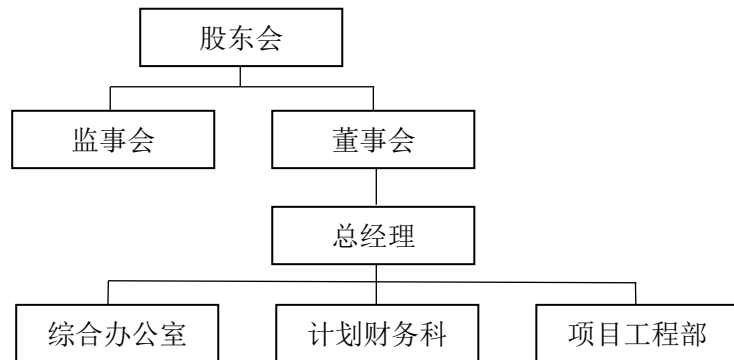 股东会
监事会
董事会
总经理
综合办公室
计划财务科
项目工程部